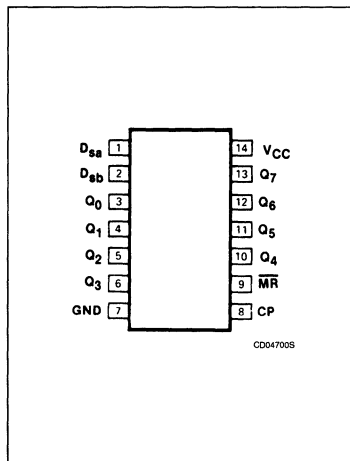 Dsa 1 14 VCC
Dsb 2 13 Q7
Q0 3 12 Q6
Q1 4 11 Q5
Q2 5 10 Q4
Q3 6 9 M̅R̅
GND 7 8 CP
CD04700S